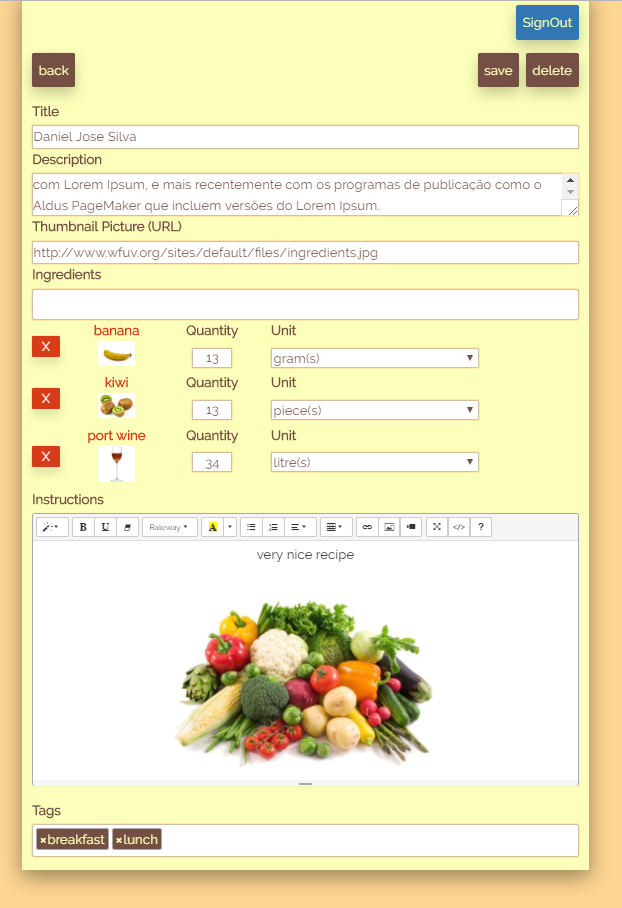 SignOut
back save delete
Title
Daniel Jose Silva
Description
com Lorem Ipsum, e mais recentemente com os programas de publicação como o
Aldus PageMaker que incluem versões do Lorem Ipsum.
Thumbnail Picture (URL)
http://www.wfuv.org/sites/default/files/ingredients.jpg
Ingredients
banana Quantity Unit
X 13 gram(s)
kiwi Quantity Unit
X 13 piece(s)
port wine Quantity Unit
X 34 litre(s)
Instructions
B U Raleway A </> ?
very nice recipe
Tags
×breakfast ×lunch